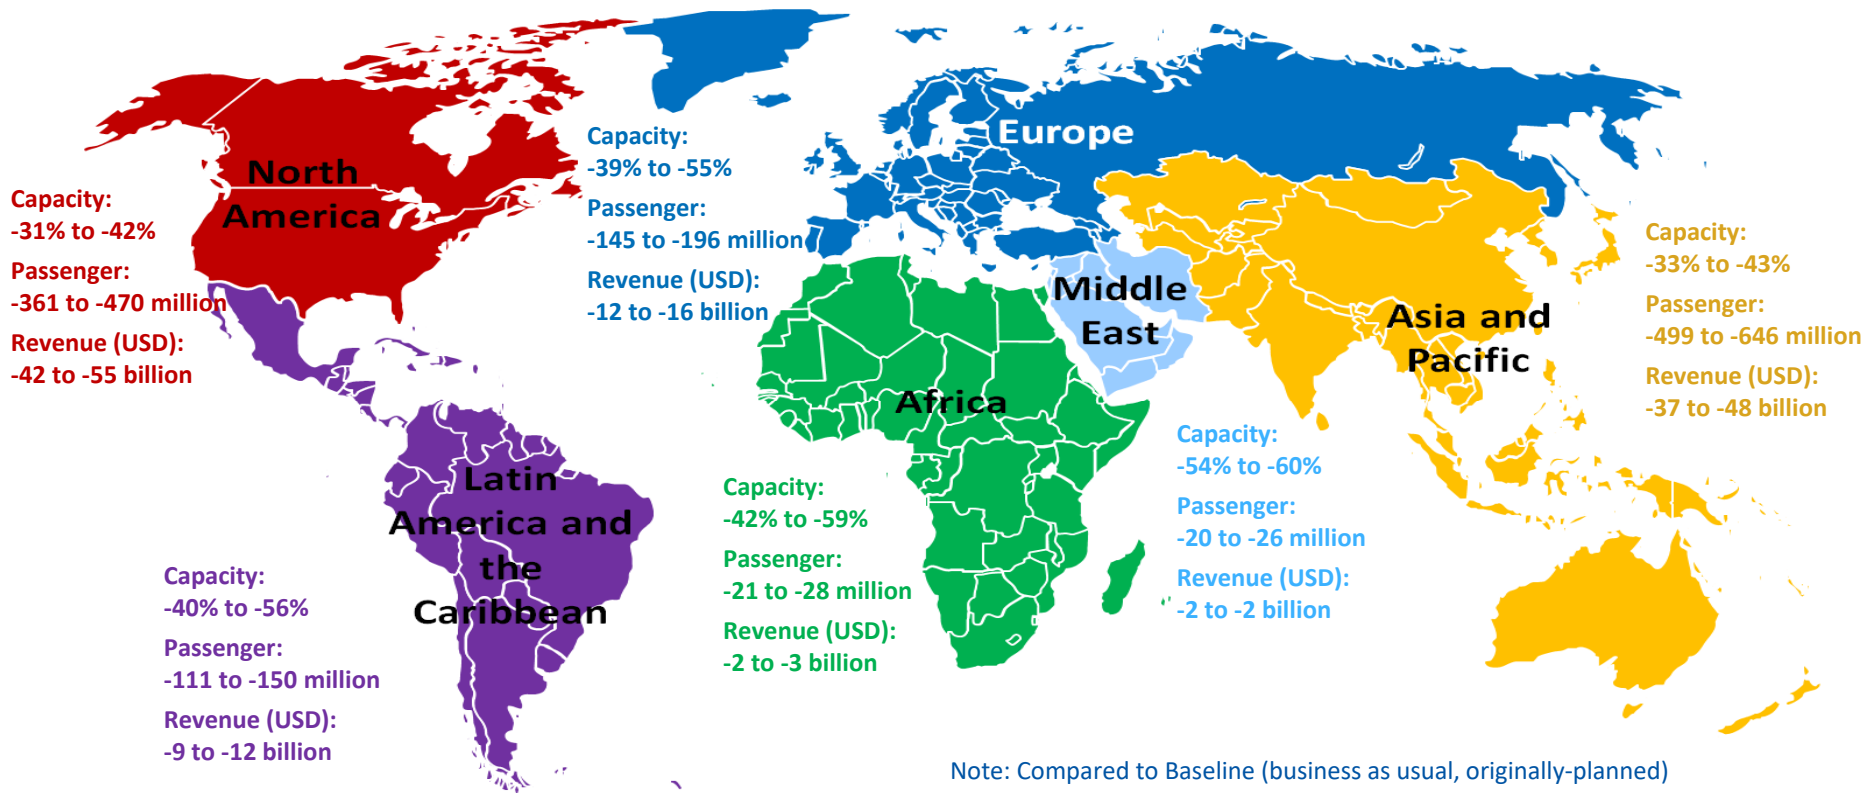 North
America
Capacity:
-31% to -42%
Passenger:
-361 to -470 million
Revenue (USD):
-42 to -55 billion
Europe
Capacity:
-39% to -55%
Passenger:
-145 to -196 million
Revenue (USD):
-12 to -16 billion
Middle
East
Capacity:
-54% to -60%
Passenger:
-20 to -26 million
Revenue (USD):
-2 to -2 billion
Asia and
Pacific
Capacity:
-33% to -43%
Passenger:
-499 to -646 million
Revenue (USD):
-37 to -48 billion
Africa
Capacity:
-42% to -59%
Passenger:
-21 to -28 million
Revenue (USD):
-2 to -3 billion
Latin
America and
the
Caribbean
Capacity:
-40% to -56%
Passenger:
-111 to -150 million
Revenue (USD):
-9 to -12 billion
Note: Compared to Baseline (business as usual, originally-planned)